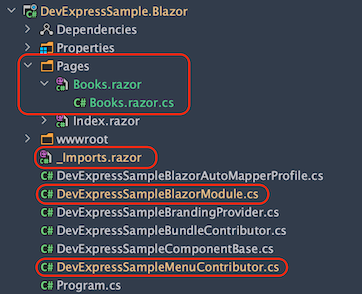 DevExpressSample.Blazor
Dependencies
Properties
Pages
Books.razor
C# Books.razor.cs
Index.razor
wwwroot
_Imports.razor
C# DevExpressSampleBlazorAutoMapperProfile.cs
C# DevExpressSampleBlazorModule.cs
C# DevExpressSampleBrandingProvider.cs
C# DevExpressSampleBundleContributor.cs
C# DevExpressSampleComponentBase.cs
C# DevExpressSampleMenuContributor.cs
C# Program.cs